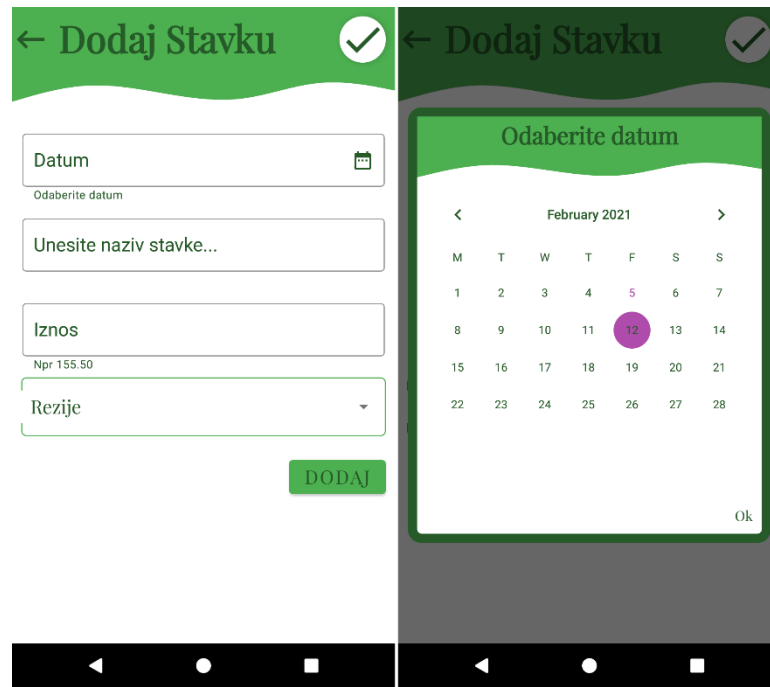 Dodaj Stavku
Datum
Odaberite datum
Unesite naziv stavke...
Iznos
Npr 155.50
Rezije
DODAJ
Dodaj Stavku
Odaberite datum
February 2021
M T W T F S S
1 2 3 4 5 6 7
8 9 10 11 12 13 14
15 16 17 18 19 20 21
22 23 24 25 26 27 28
Ok